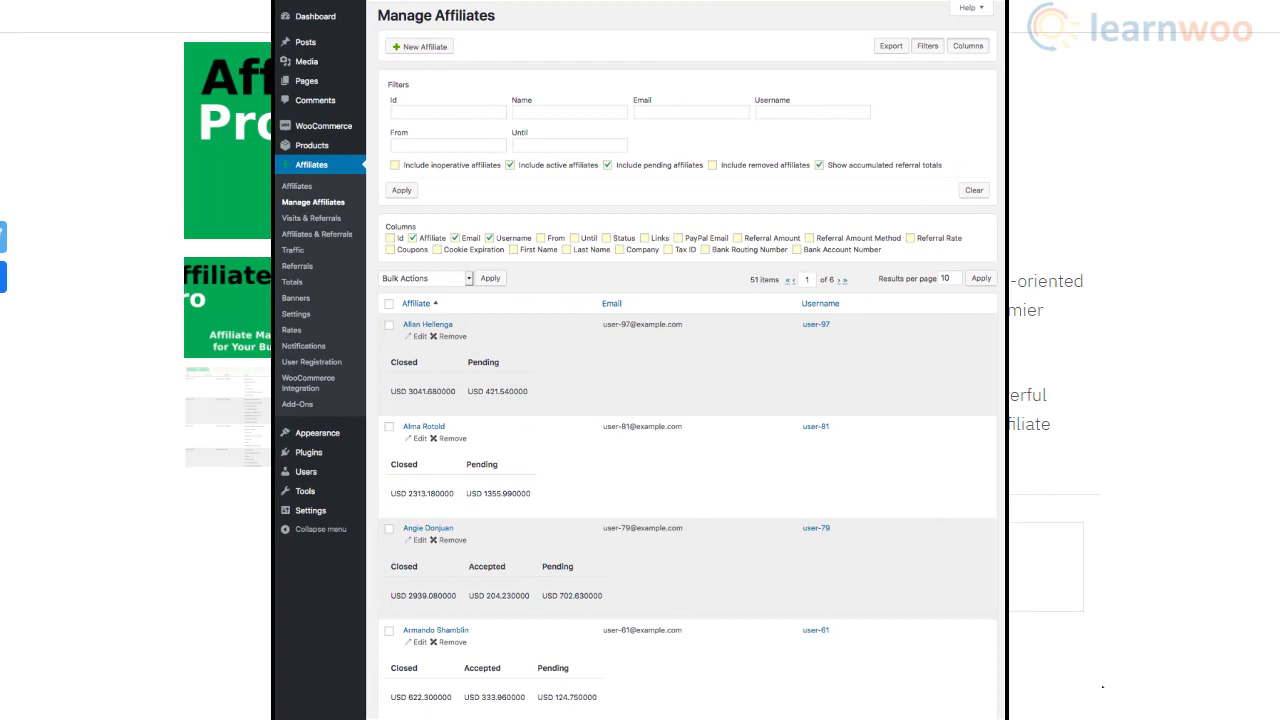 learnwoo
Aff
Pro
ffiliate
ro
Affiliate Ma
for Your Bu
-oriented
mier
erful
filiate
Dashboard
Posts
Media
Pages
Comments
WooCommerce
Products
Affiliates
Affiliates
Manage Affiliates
Visits & Referrals
Affiliates & Referrals
Traffic
Referrals
Totals
Banners
Settings
Rates
Notifications
User Registration
WooCommerce
Integration
Add-Ons
Appearance
Plugins
Users
Tools
Settings
Collapse menu
Manage Affiliates
Help
New Affiliate
Export Filters Columns
Filters
Id Name Email Username
From Until
Include inoperative affiliates Include active affiliates Include pending affiliates Include removed affiliates Show accumulated referral totals
Apply Clear
Columns
Id Affiliate Email Username From Until Status Links PayPal Email Referral Amount Referral Amount Method Referral Rate
Coupons Cookie Expiration First Name Last Name Company Tax ID Bank Routing Number Bank Account Number
Bulk Actions Apply 51 items «‹ 1 of 6 ›» Results per page 10 Apply
Affiliate Email Username
Allan Hellenga user-97@example.com user-97
Edit Remove
Closed Pending
USD 3041.680000 USD 421.540000
Alma Rotold user-81@example.com user-81
Edit Remove
Closed Pending
USD 2313.180000 USD 1355.990000
Angie Donjuan user-79@example.com user-79
Edit Remove
Closed Accepted Pending
USD 2939.080000 USD 204.230000 USD 702.630000
Armando Shamblin user-61@example.com user-61
Edit Remove
Closed Accepted Pending
USD 622.300000 USD 333.960000 USD 124.750000